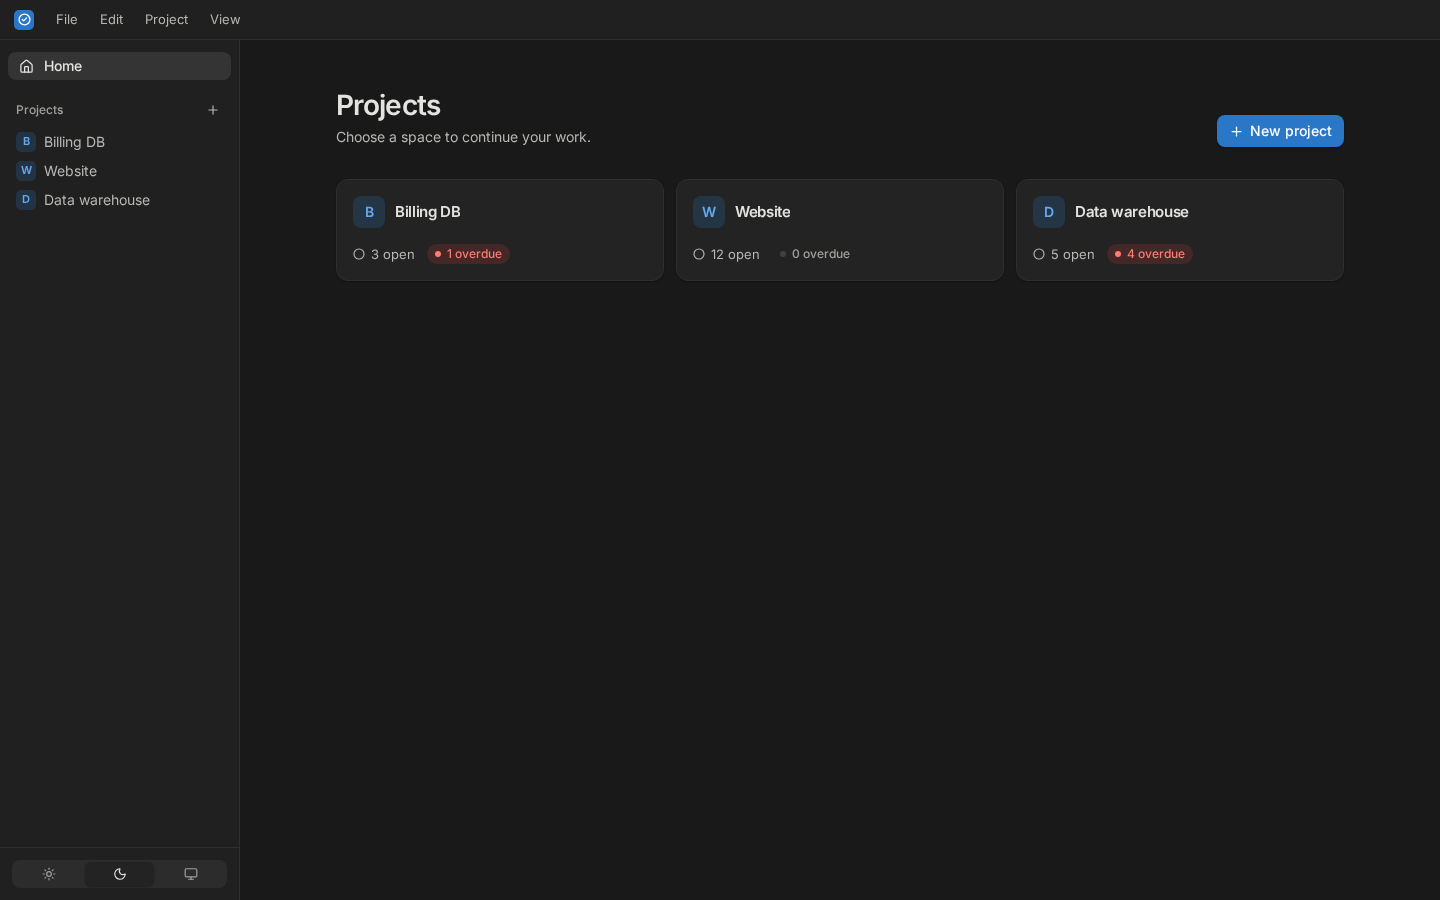 File Edit Project View
Home
Projects
B Billing DB
W Website
D Data warehouse
Projects
Choose a space to continue your work.
New project
B Billing DB
3 open 1 overdue
W Website
12 open 0 overdue
D Data warehouse
5 open 4 overdue